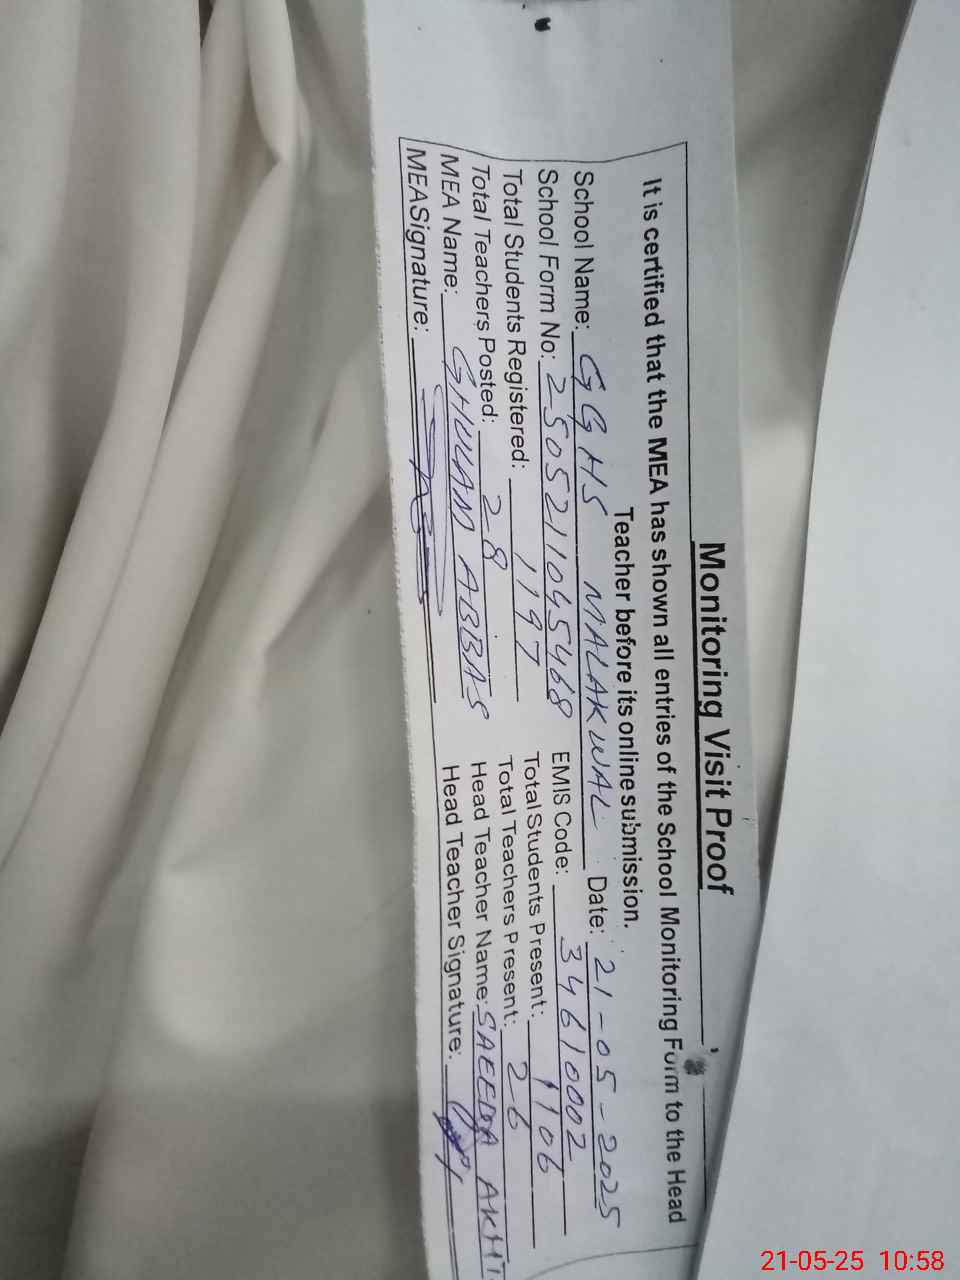 Monitoring Visit Proof
It is certified that the MEA has shown all entries of the School Monitoring Form to the Head
Teacher before its online submission.
School Name: GGHS MALAKWAL Date: 21-05-2025
School Form No: 2505211045468 EMIS Code: 34610002
Total Students Registered: 1197 Total Students Present: 1106
Total Teachers Posted: 28 Total Teachers Present: 26
MEA Name: GHULAM ABBAS Head Teacher Name: SAEEDA
MEASignature: Head Teacher Signature:
21-05-25 10:58